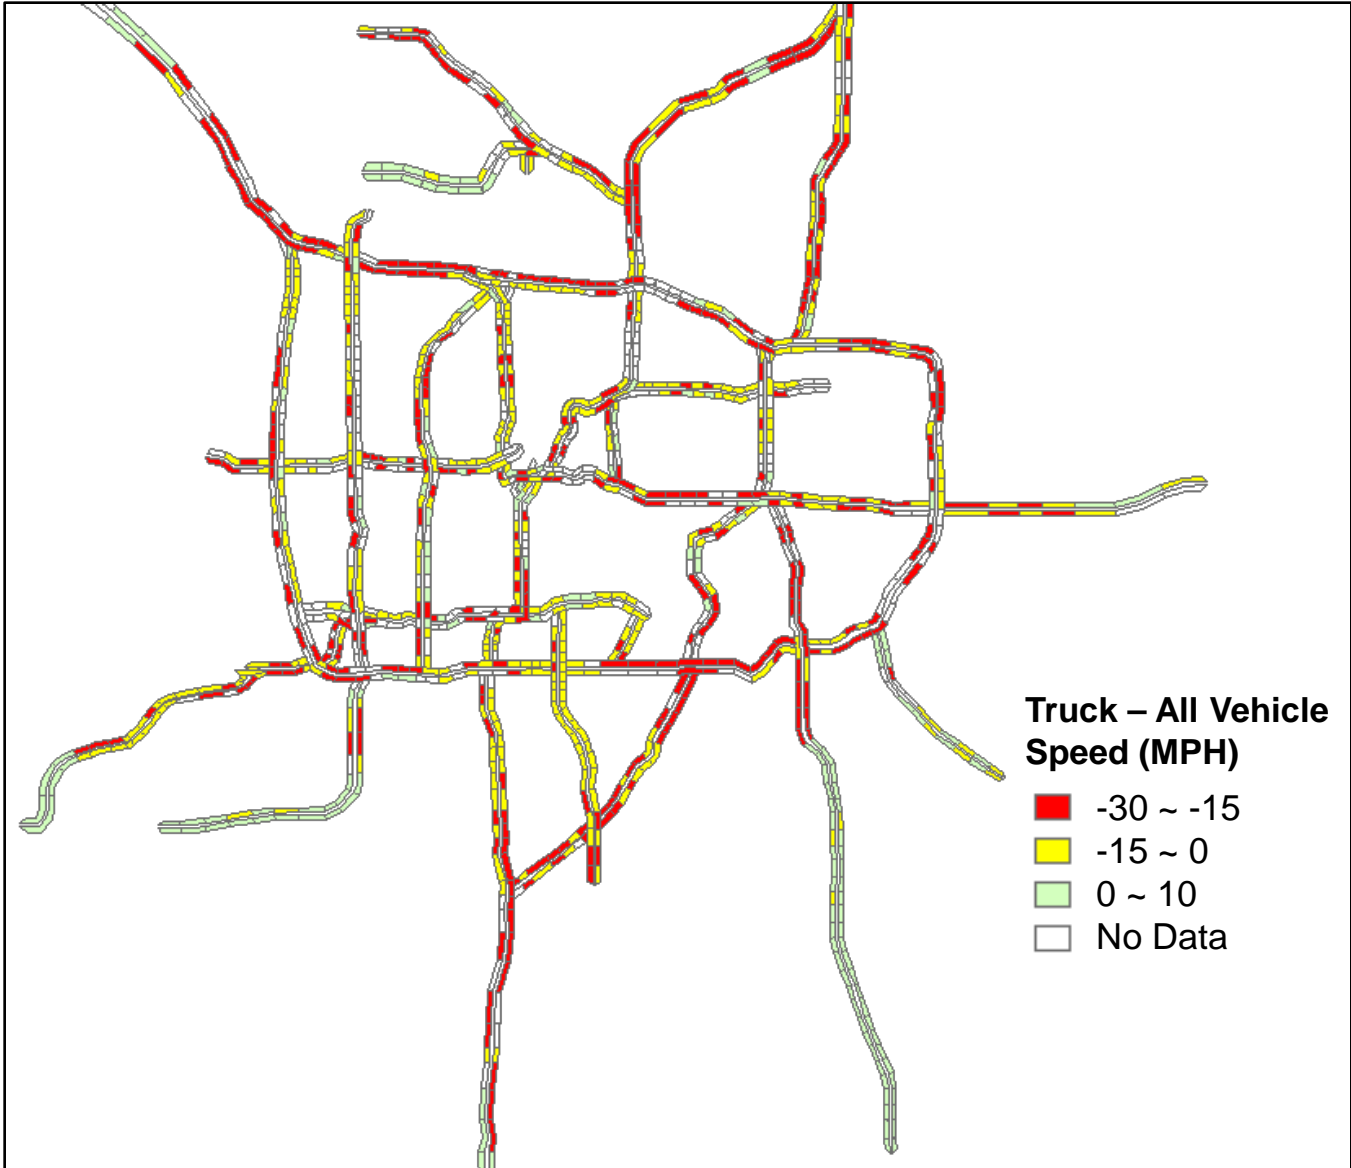 Truck – All Vehicle
Speed (MPH)
-30 ~ -15
-15 ~ 0
0 ~ 10
No Data